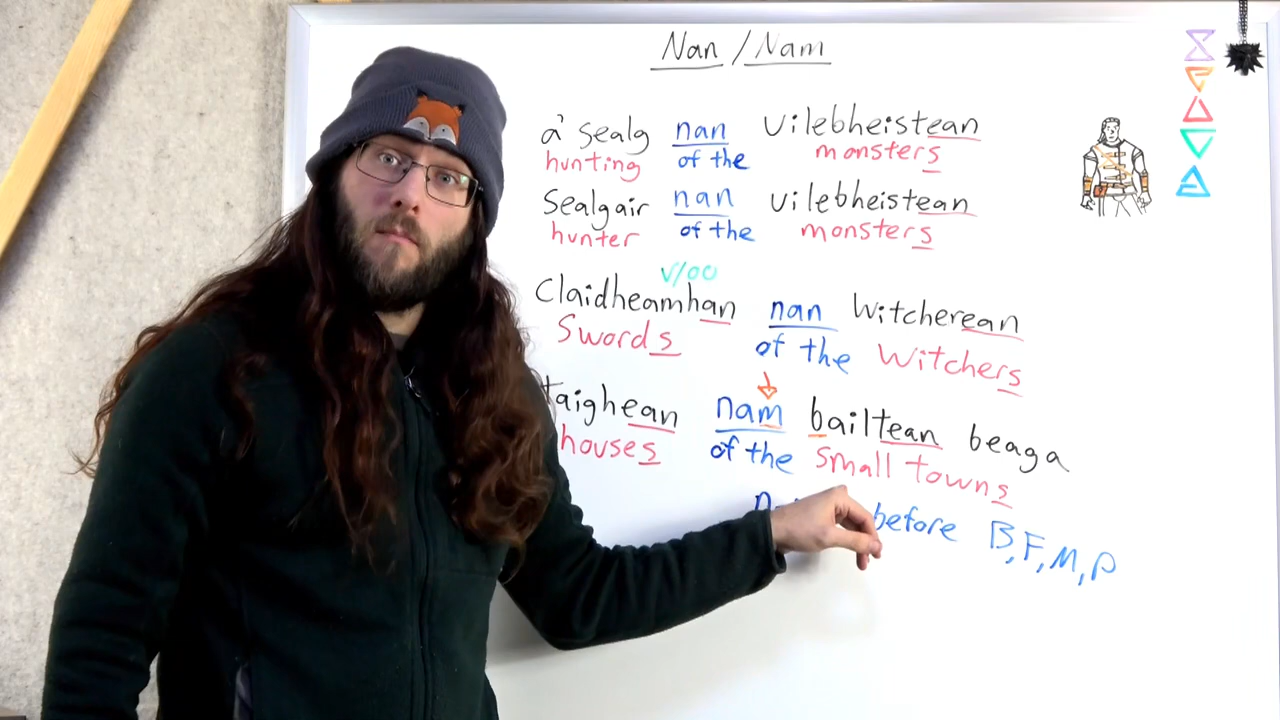 Nan / Nam
a' sealg nan uilebheistean
hunting of the monsters
Sealgair nan uilebheistean
hunter of the monsters
v/oo
Claidheamhan nan Witcherean
Swords of the Witchers
taighean nam bailtean beaga
houses of the small towns
before B, F, M, P